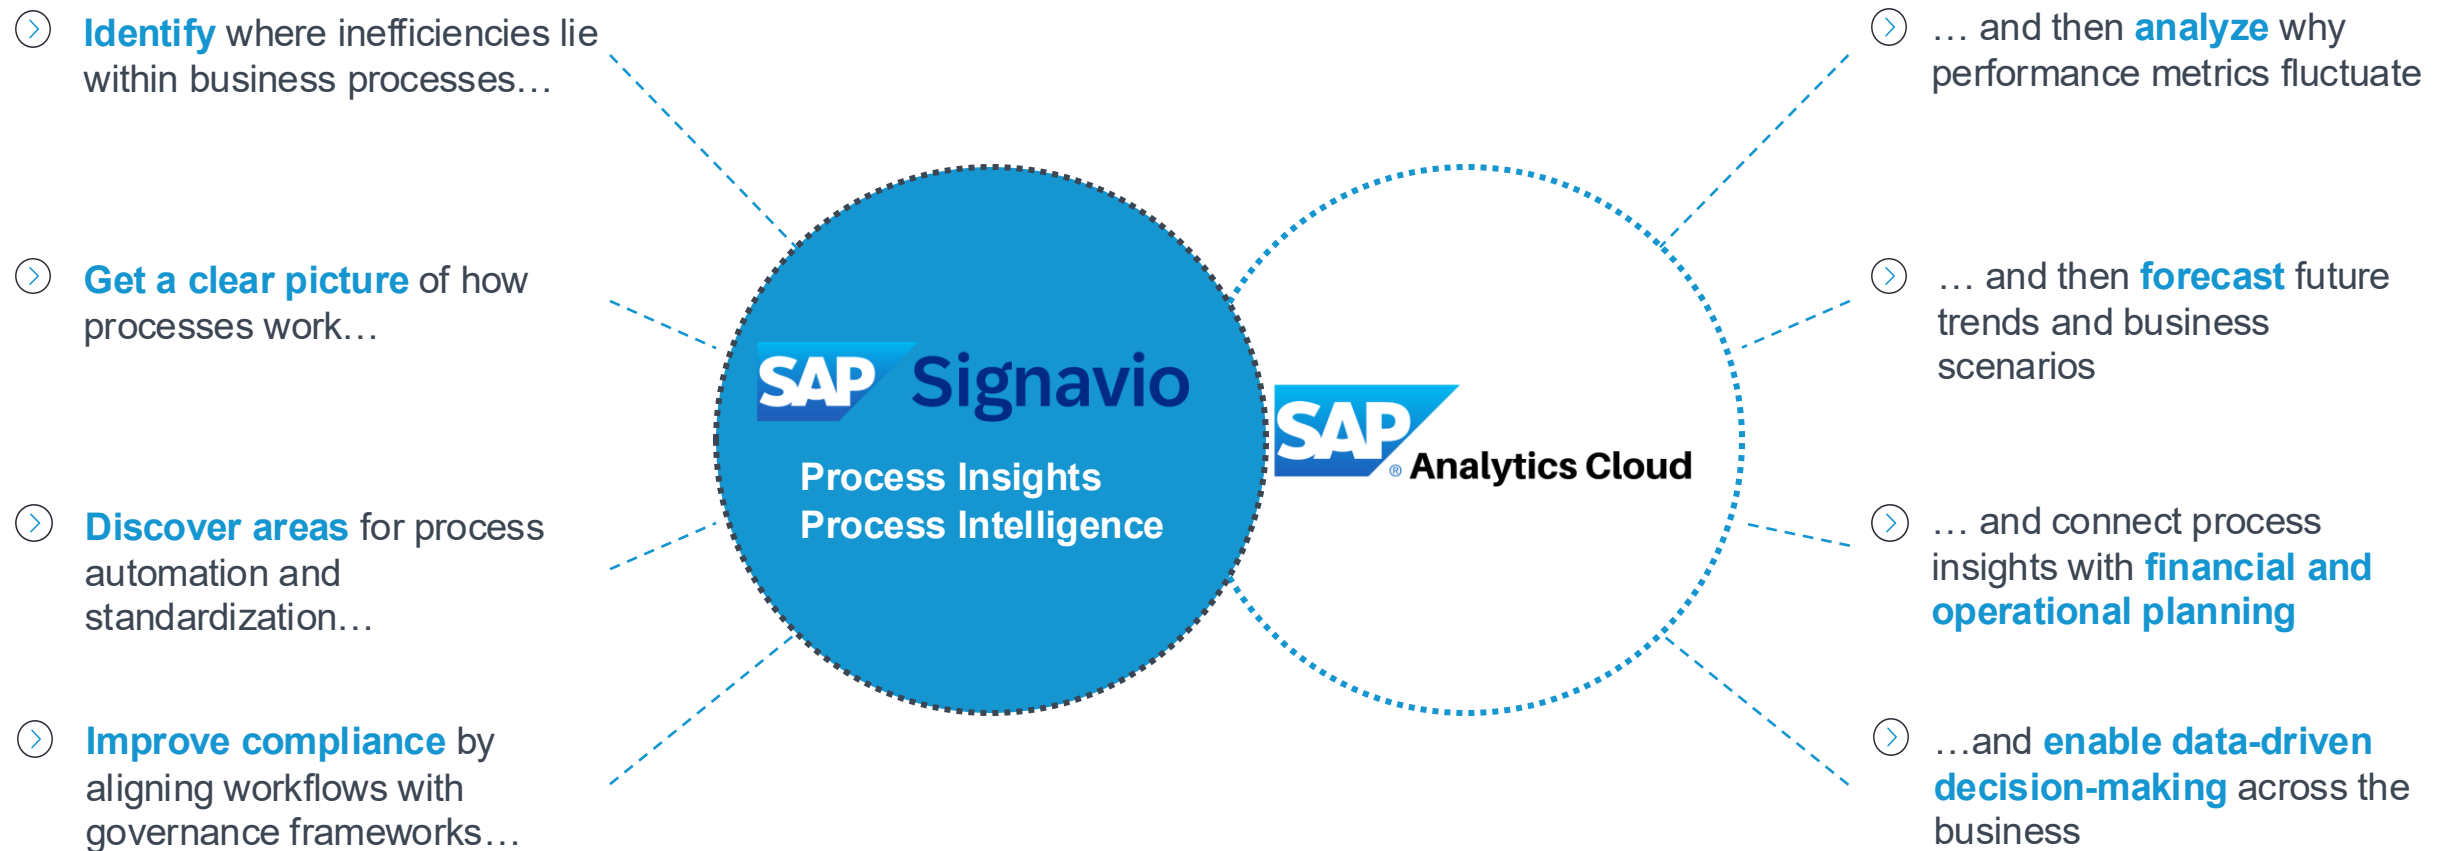 Identify where inefficiencies lie
within business processes…
Get a clear picture of how
processes work…
Discover areas for process
automation and
standardization…
Improve compliance by
aligning workflows with
governance frameworks…
SAP Signavio
Process Insights
Process Intelligence
SAP
® Analytics Cloud
… and then analyze why
performance metrics fluctuate
… and then forecast future
trends and business
scenarios
… and connect process
insights with financial and
operational planning
…and enable data-driven
decision-making across the
business